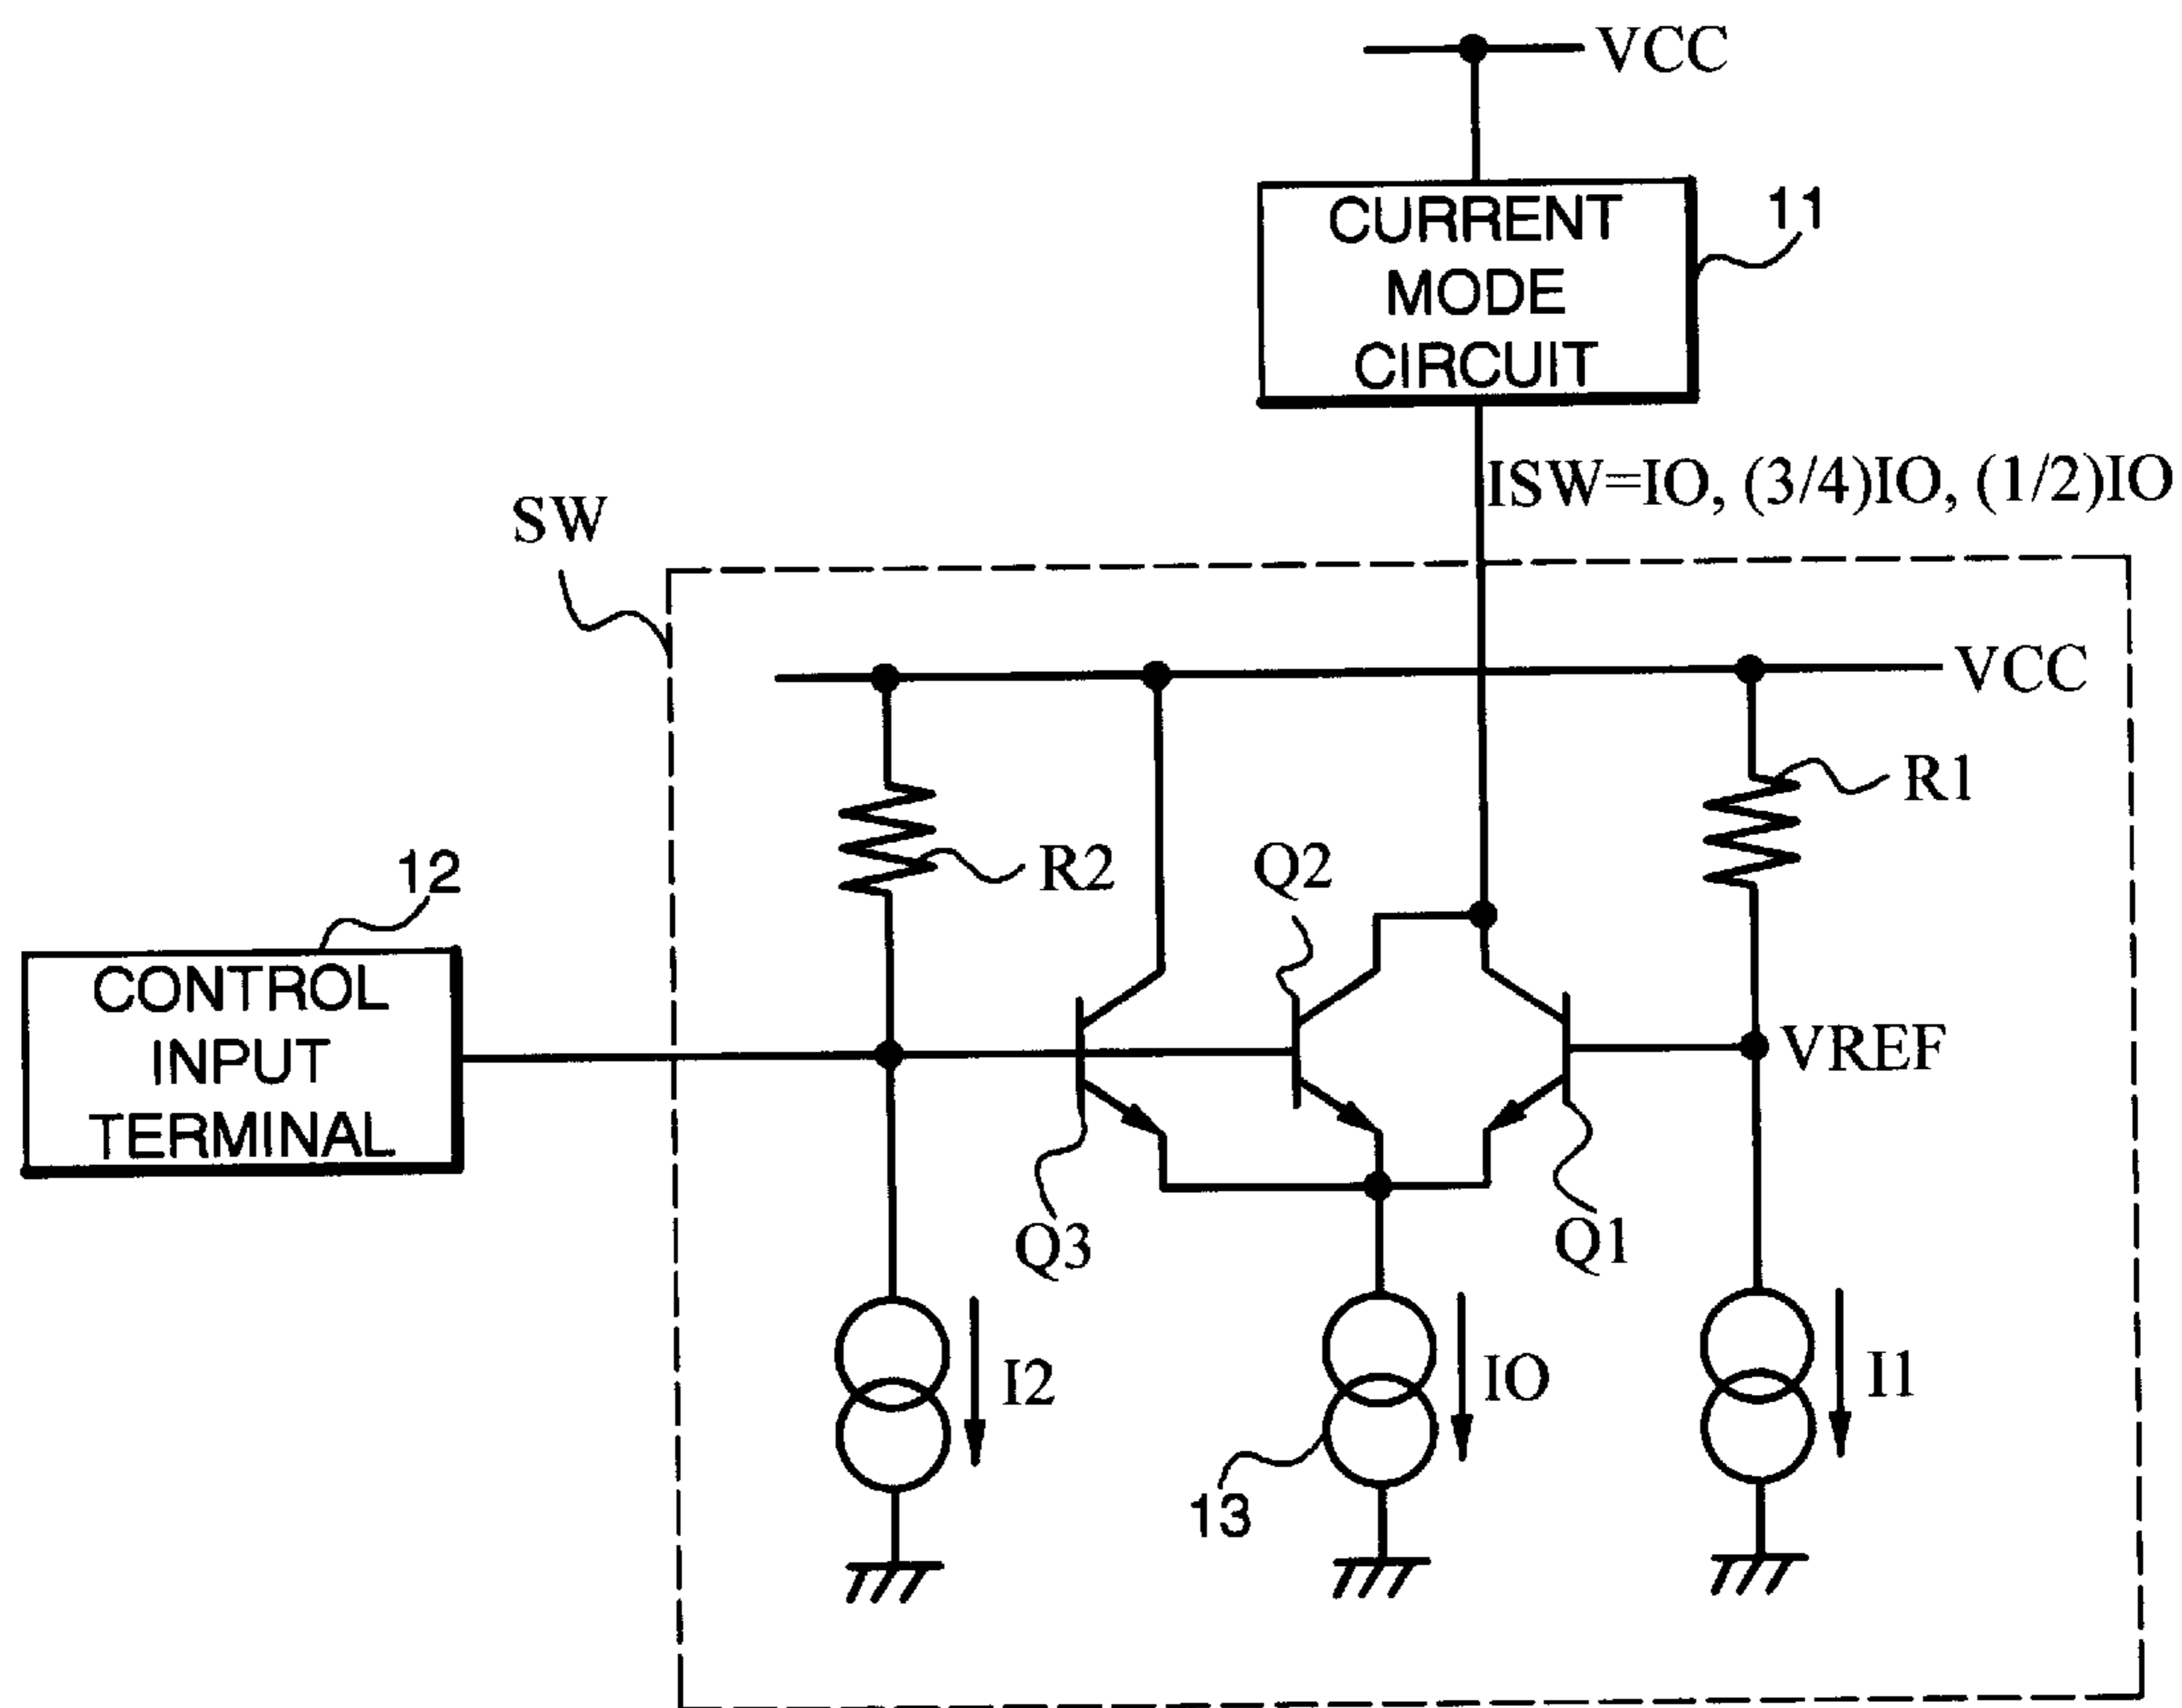 VCC
CURRENT
MODE
CIRCUIT
11
ISW=IO, (3/4)IO, (1/2)IO
SW
VCC
R1
R2
Q2
12
CONTROL
INPUT
TERMINAL
VREF
Q3
Q1
I2
IO
I1
13